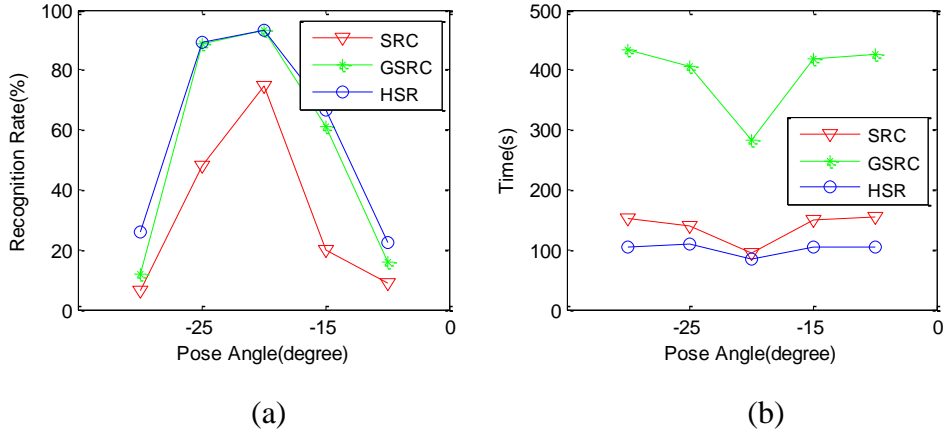 100
80
60
40
20
0
Recognition Rate(%)
-25
-15
0
Pose Angle(degree)
SRC
GSRC
HSR
(a)
500
400
300
200
100
0
Time(s)
-25
-15
0
Pose Angle(degree)
SRC
GSRC
HSR
(b)